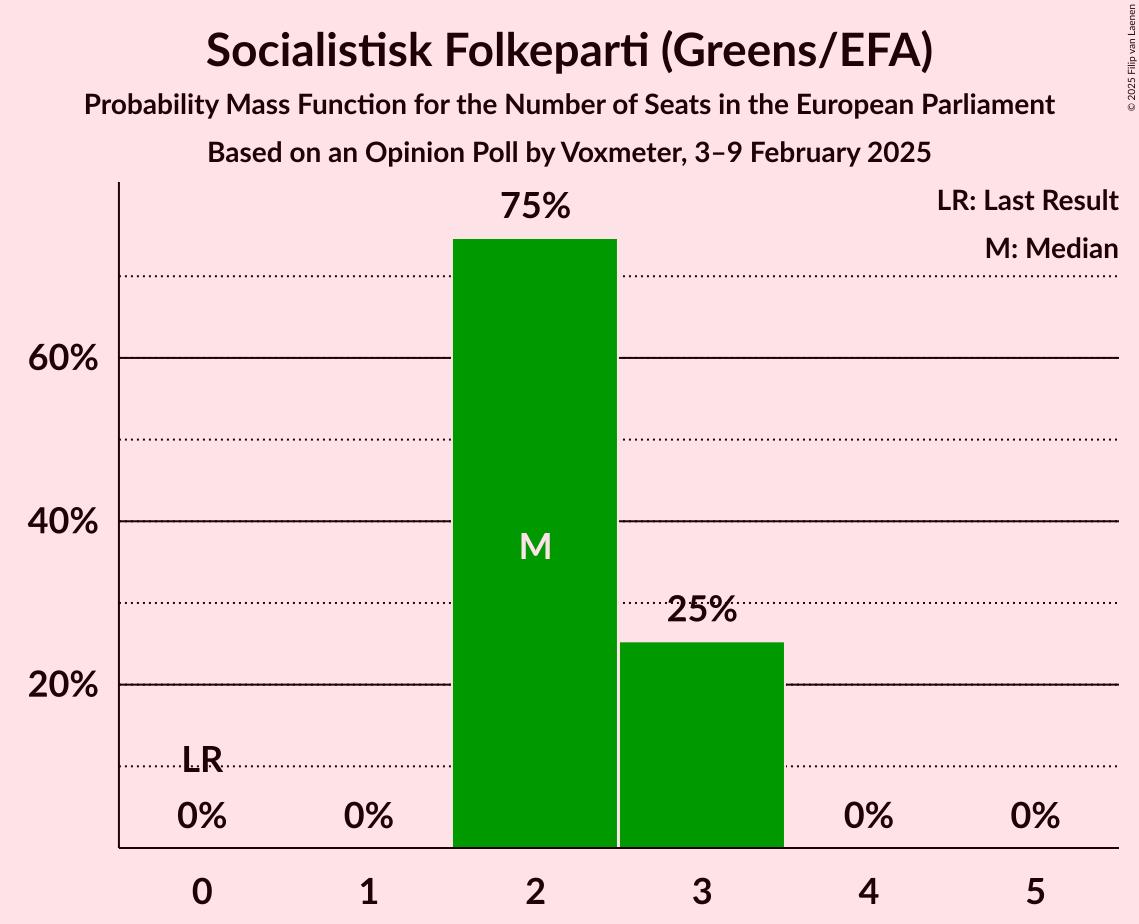 Socialistisk Folkeparti (Greens/EFA)
Probability Mass Function for the Number of Seats in the European Parliament
Based on an Opinion Poll by Voxmeter, 3–9 February 2025
© 2025 Filip van Laenen
LR: Last Result
M: Median
75%
60%
40%
M
25%
20%
LR
0% 0% 0% 0%
0 1 2 3 4 5